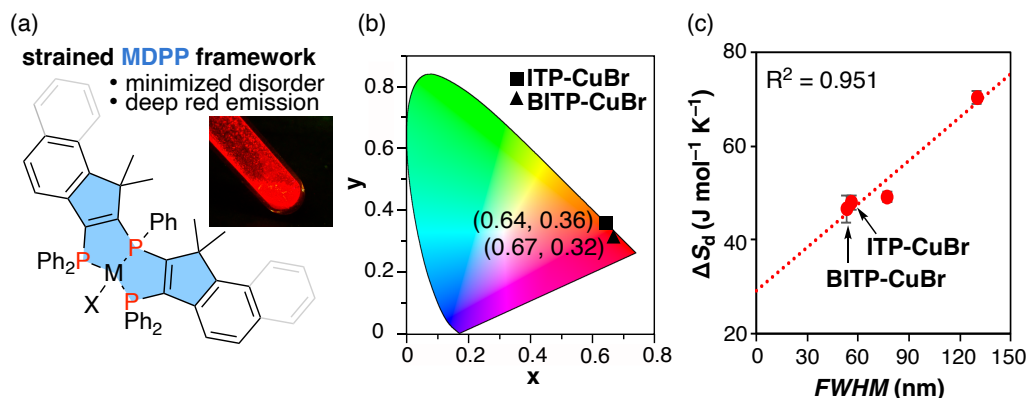 (a)
strained MDPP framework
• minimized disorder
• deep red emission
Ph
P
Ph₂P
M
X
P
Ph₂
(b)
0.8
0.6
y
0.4
0.2
0
0 0.2 0.4 0.6 0.8
x
■ITP-CuBr
▲BITP-CuBr
(0.64, 0.36)
(0.67, 0.32)
(c)
80
60
40
20
ΔS_d (J mol⁻¹ K⁻¹)
R² = 0.951
ITP-CuBr
BITP-CuBr
0 30 60 90 120 150
FWHM (nm)